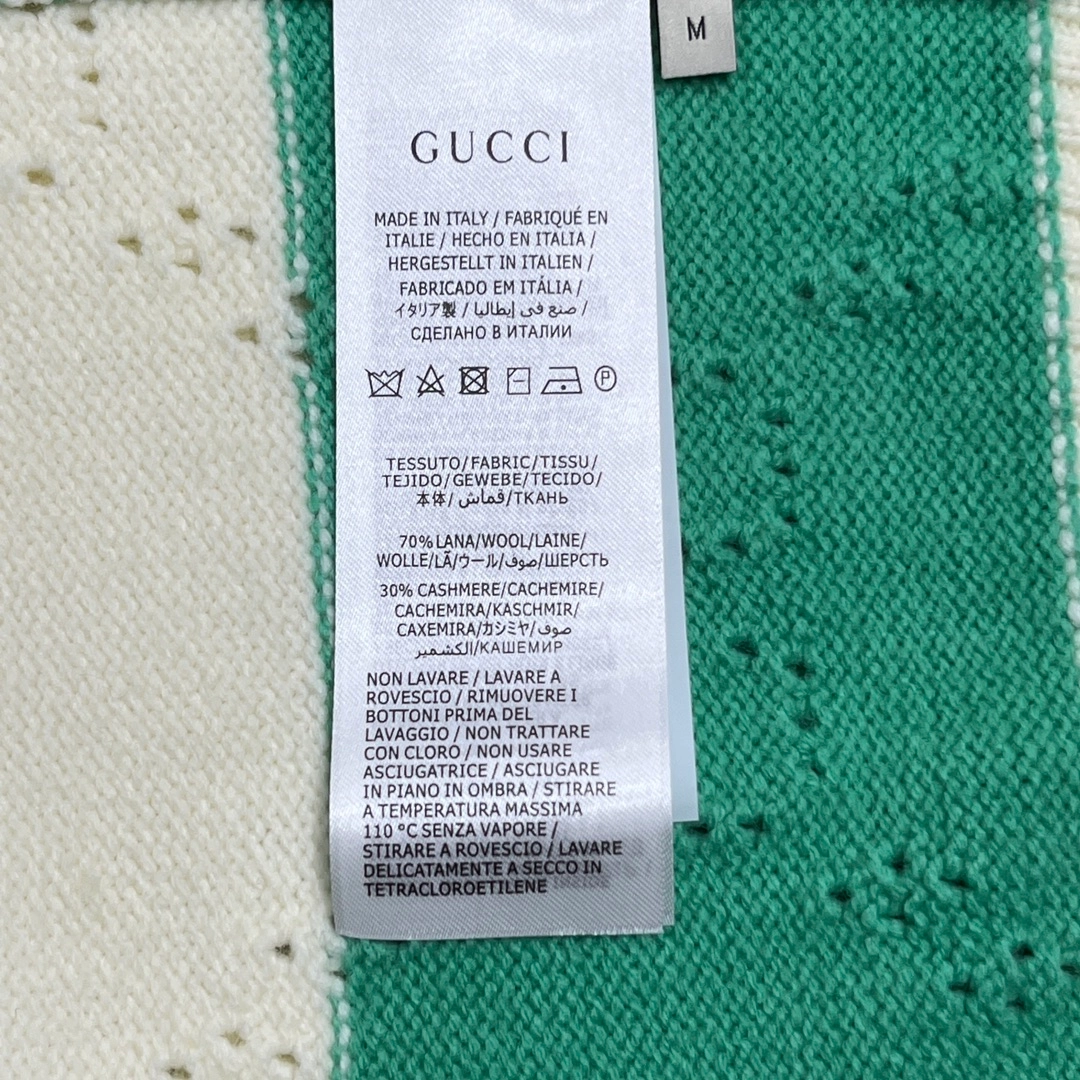 M
GUCCI
MADE IN ITALY / FABRIQUÉ EN
ITALIE / HECHO EN ITALIA /
HERGESTELLT IN ITALIEN /
FABRICADO EM ITÁLIA /
イタリア製 / صنع في إيطاليا /
СДЕЛАНО В ИТАЛИИ
P
TESSUTO/FABRIC/TISSU/
TEJIDO/GEWEBE/TECIDO/
本体/ قماش/ТКАНЬ
70% LANA/WOOL/LAINE/
WOLLE/LÃ/ウール/صوف/ШЕРСТЬ
30% CASHMERE/CACHEMIRE/
CACHEMIRA/KASCHMIR/
CAXEMIRA/カシミヤ/صوف
الكشمير/КАШЕМИР
NON LAVARE / LAVARE A
ROVESCIO / RIMUOVERE I
BOTTONI PRIMA DEL
LAVAGGIO / NON TRATTARE
CON CLORO / NON USARE
ASCIUGATRICE / ASCIUGARE
IN PIANO IN OMBRA / STIRARE
A TEMPERATURA MASSIMA
110 °C SENZA VAPORE /
STIRARE A ROVESCIO / LAVARE
DELICATAMENTE A SECCO IN
TETRACLOROETILENE